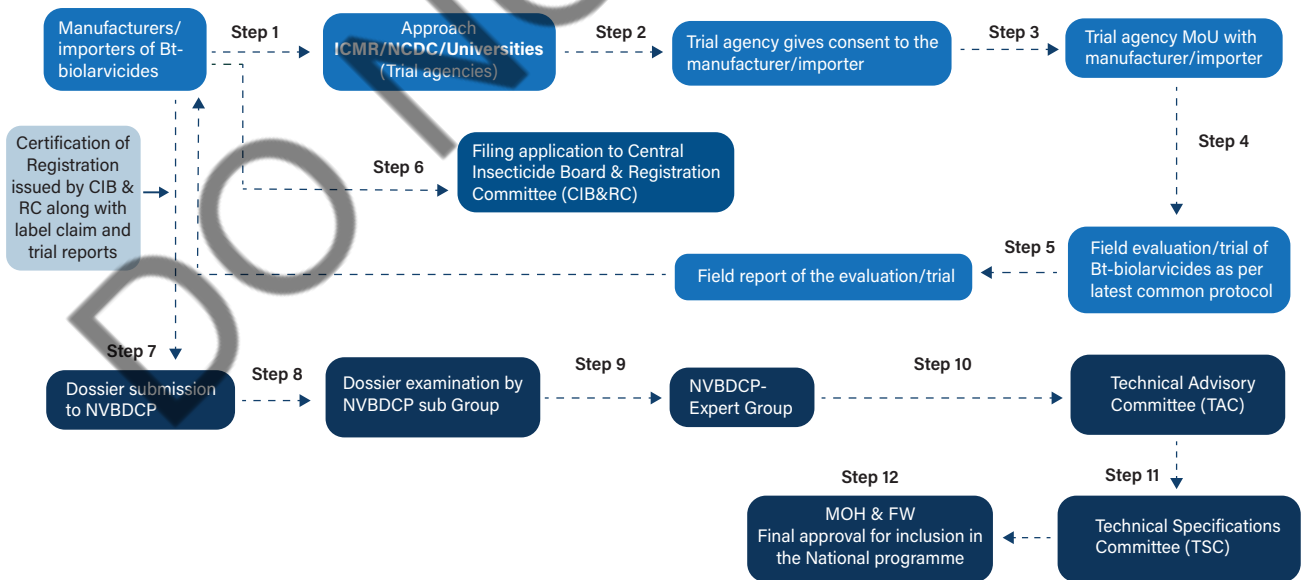 Manufacturers/
importers of Bt-
biolarvicides
Step 1
Approach
ICMR/NCDC/Universities
(Trial agencies)
Step 2
Trial agency gives consent to the
manufacturer/importer
Step 3
Trial agency MoU with
manufacturer/importer
Step 4
Certification of
Registration
issued by CIB &
RC along with
label claim and
trial reports
Step 6
Filing application to Central
Insecticide Board & Registration
Committee (CIB&RC)
Field evaluation/trial of
Bt-biolarvicides as per
latest common protocol
Step 5
Field report of the evaluation/trial
Step 7
Dossier submission
to NVBDCP
Step 8
Dossier examination by
NVBDCP sub Group
Step 9
NVBDCP-
Expert Group
Step 10
Technical Advisory
Committee (TAC)
Step 11
Technical Specifications
Committee (TSC)
Step 12
MOH & FW
Final approval for inclusion in
the National programme
DO N